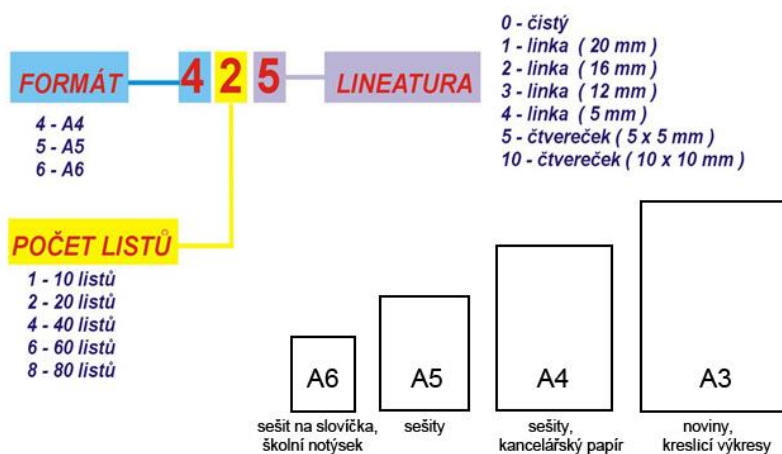 FORMÁT
4 2 5
LINEATURA
4 - A4
5 - A5
6 - A6
0 - čistý
1 - linka ( 20 mm )
2 - linka ( 16 mm )
3 - linka ( 12 mm )
4 - linka ( 5 mm )
5 - čtvereček ( 5 x 5 mm )
10 - čtvereček ( 10 x 10 mm )
POČET LISTŮ
1 - 10 listů
2 - 20 listů
4 - 40 listů
6 - 60 listů
8 - 80 listů
A6
sešit na slovíčka,
školní notýsek
A5
sešity
A4
sešity,
kancelářský papír
A3
noviny,
kreslicí výkresy